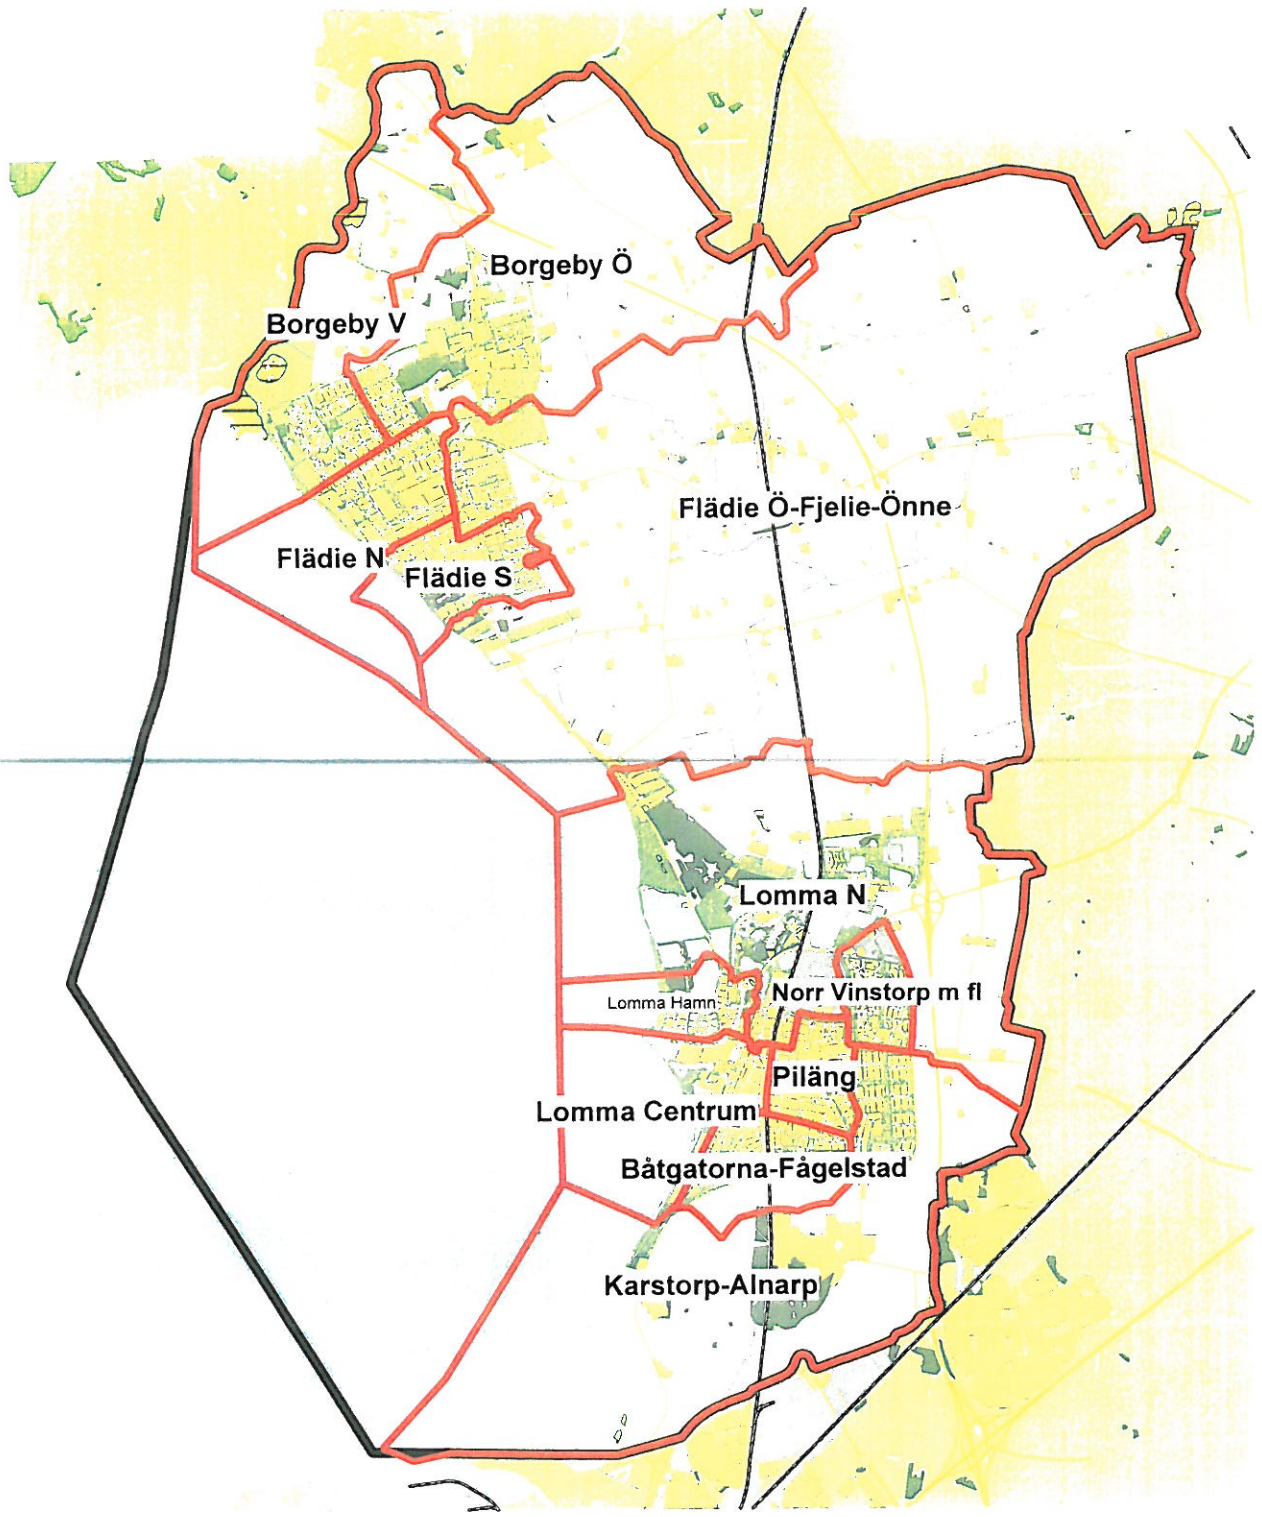 Borgeby Ö
Borgeby V
Flädie Ö-Fjelie-Önne
Flädie N
Flädie S
Lomma N
Norr Vinstorp m fl
Lomma Hamn
Piläng
Lomma Centrum
Båtgatorna-Fågelstad
Karstorp-Alnarp